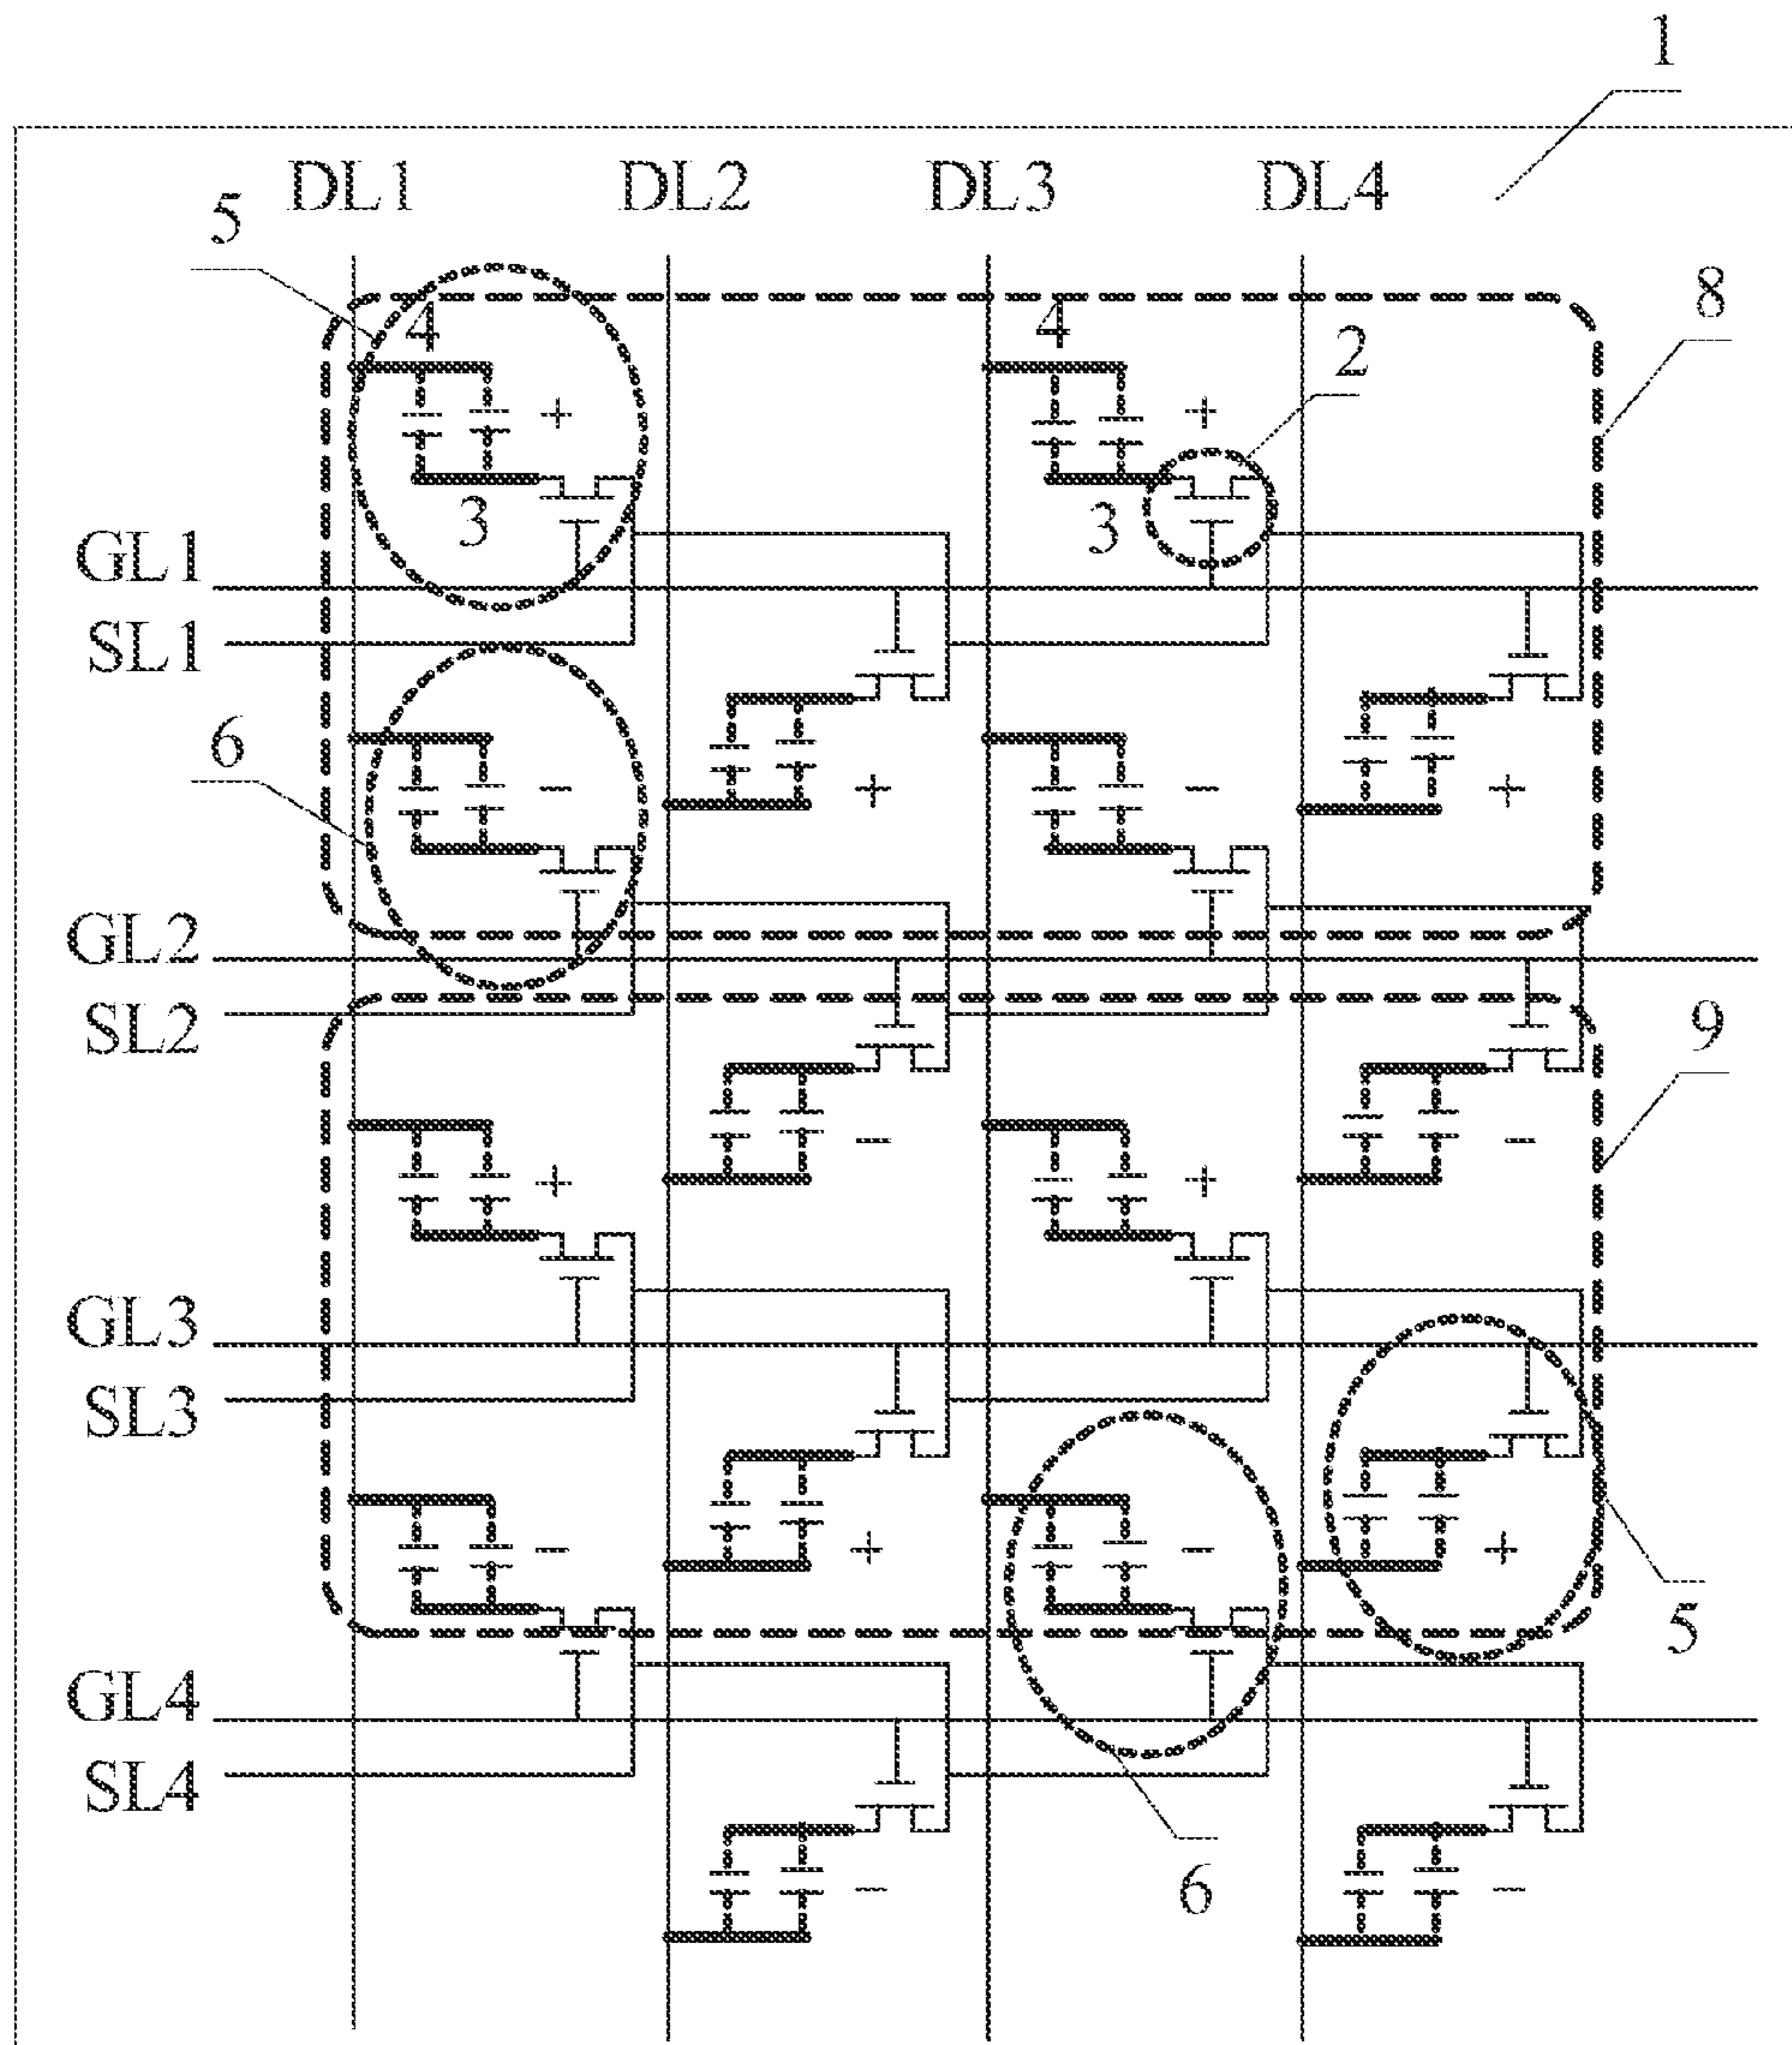 1
DL1 DL2 DL3 DL4
5
4 4 8
2
+ +
3 3
GL1
SL1
6
- + - +
GL2
SL2
9
- -
+ +
GL3
SL3
- + - +
5
GL4
SL4
6
- -